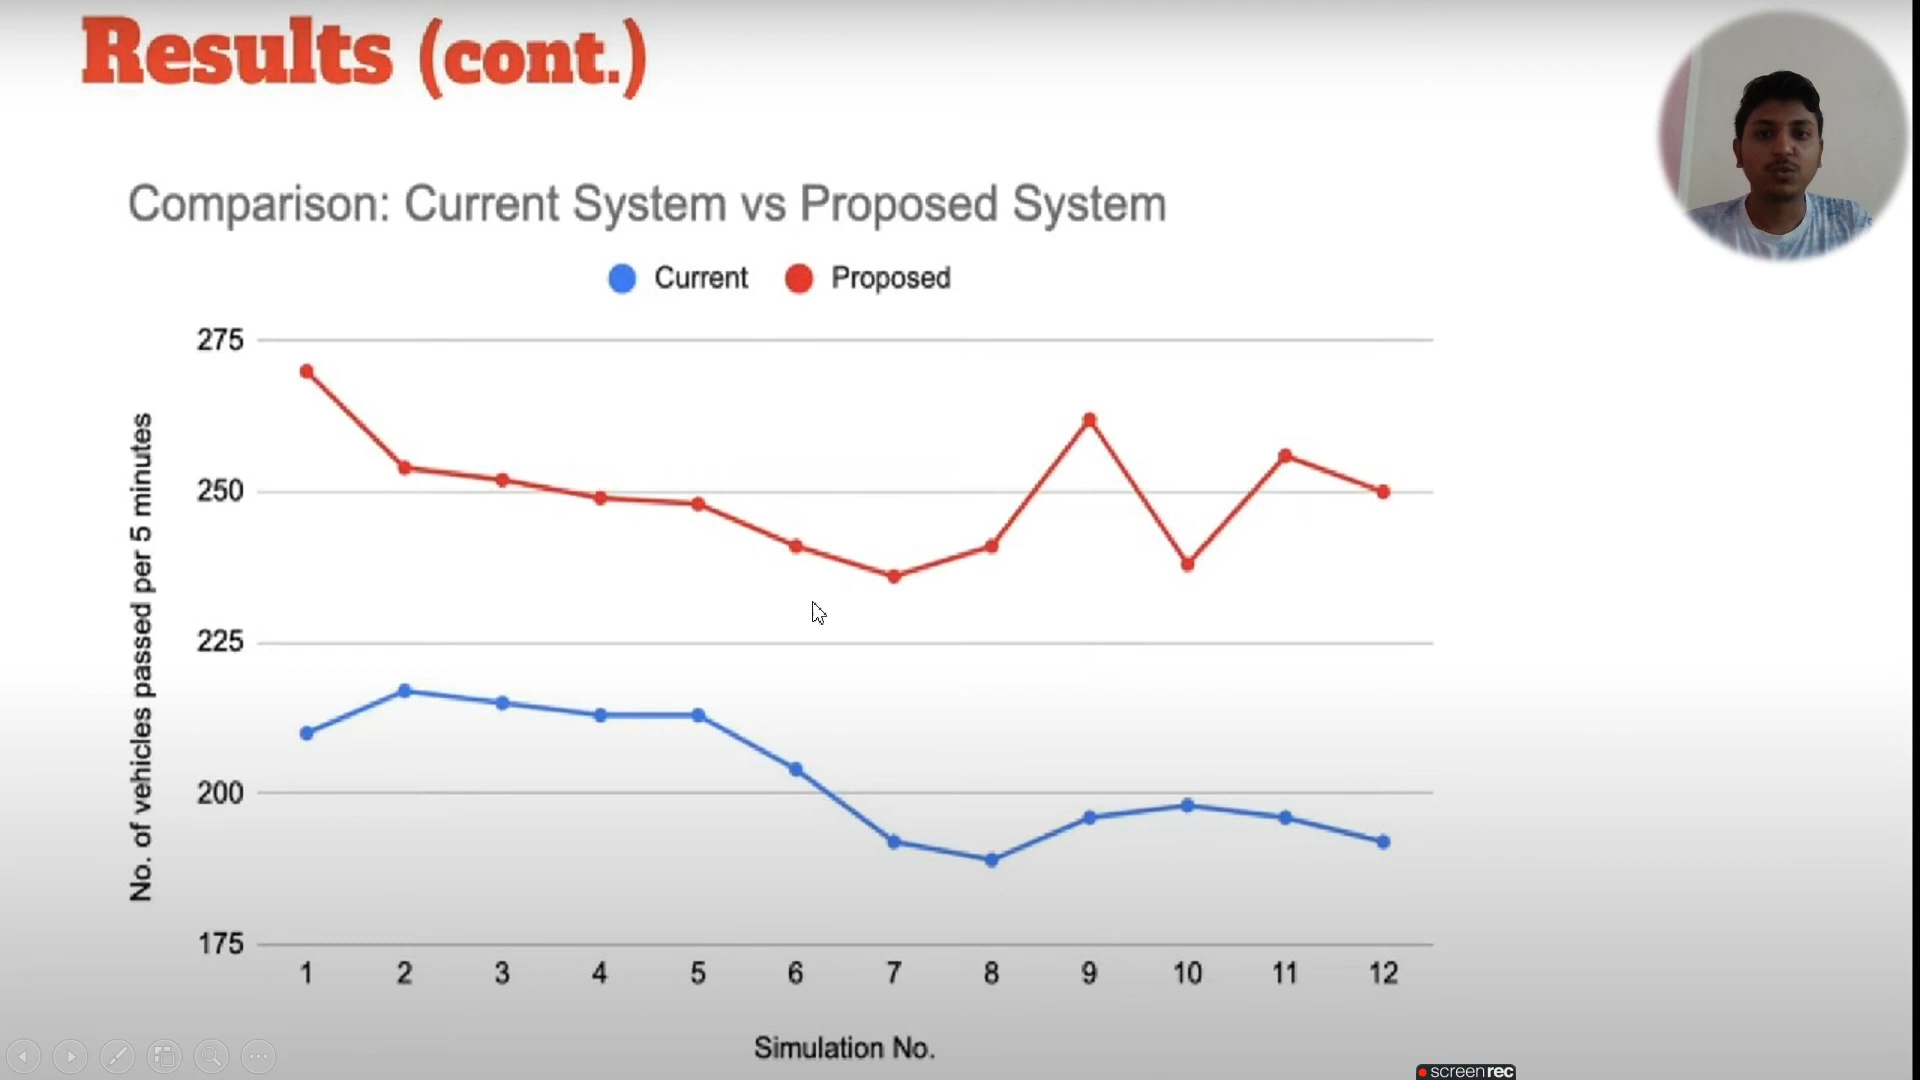 Results (cont.)
Comparison: Current System vs Proposed System
Current Proposed
275
250
225
200
175
No. of vehicles passed per 5 minutes
1 2 3 4 5 6 7 8 9 10 11 12
Simulation No.
screenrec